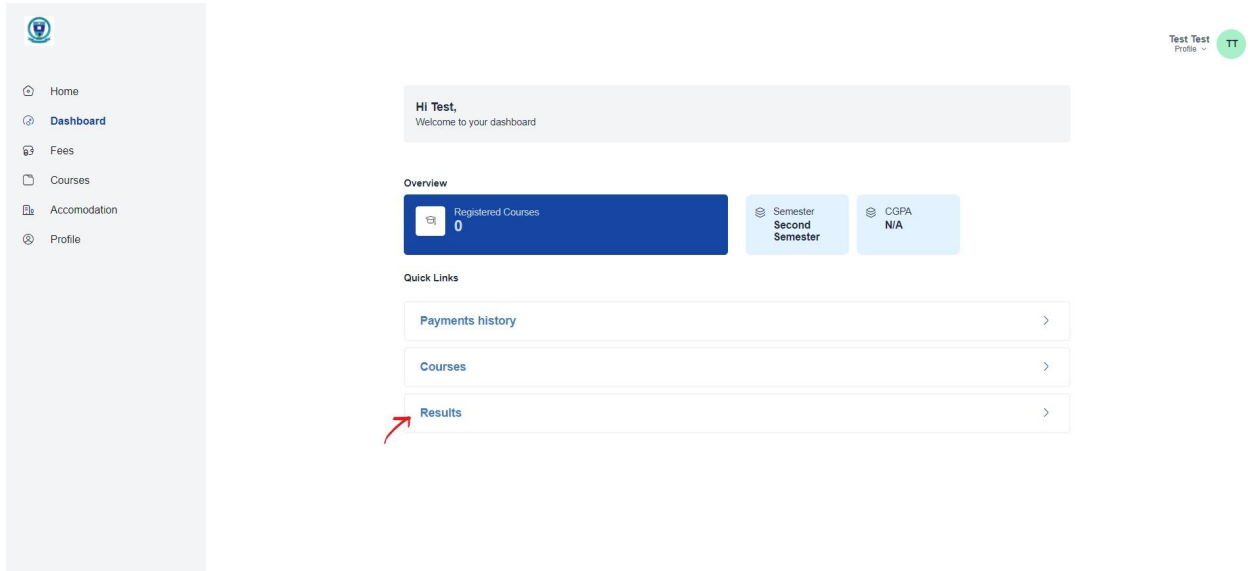 Test Test
Profile
TT
Home
Dashboard
Fees
Courses
Accomodation
Profile
Hi Test,
Welcome to your dashboard
Overview
Registered Courses
0
Semester
Second
Semester
CGPA
N/A
Quick Links
Payments history
Courses
Results